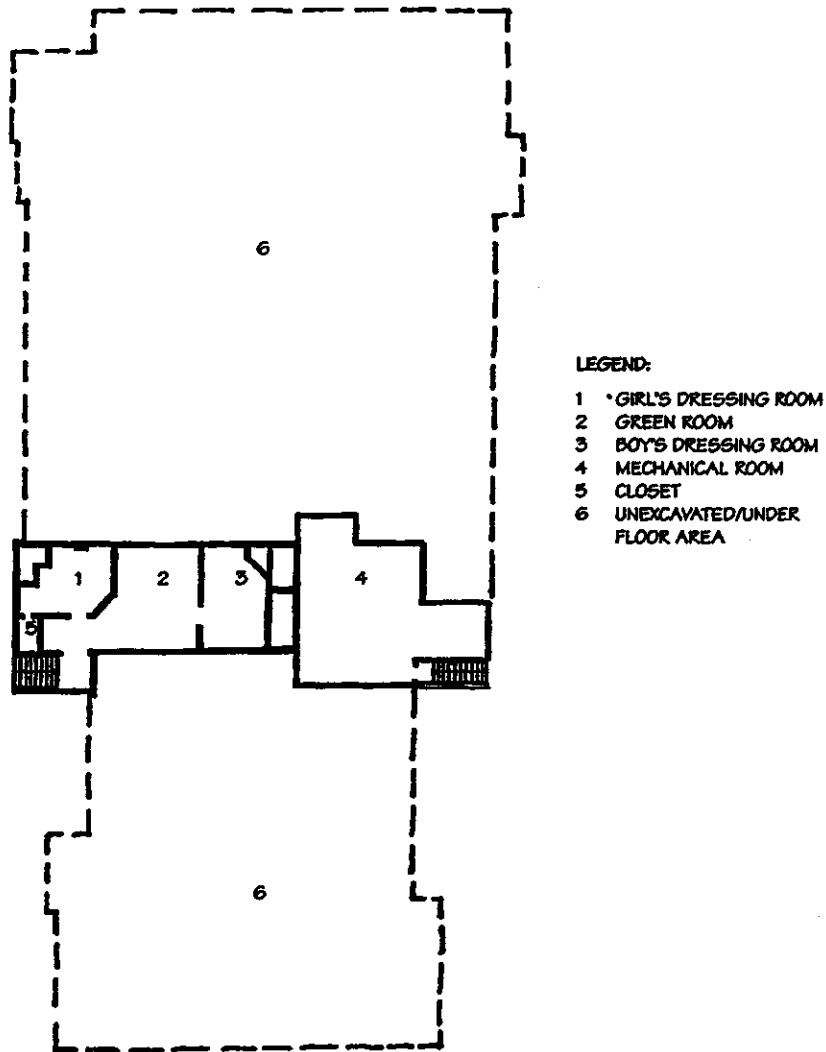 6
LEGEND:
1 GIRL'S DRESSING ROOM
2 GREEN ROOM
3 BOY'S DRESSING ROOM
4 MECHANICAL ROOM
5 CLOSET
6 UNEXCAVATED/UNDER
FLOOR AREA
1 2 3 4
5
6